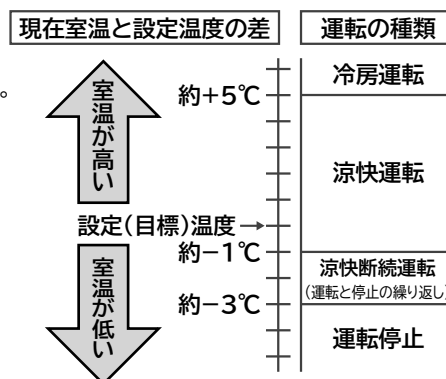 現在室温と設定温度の差
運転の種類
。
室温が高い
約+5℃
冷房運転
涼快運転
設定(目標)温度→
約-1℃
室温が低い
涼快断続運転
(運転と停止の繰り返し)
約-3℃
運転停止